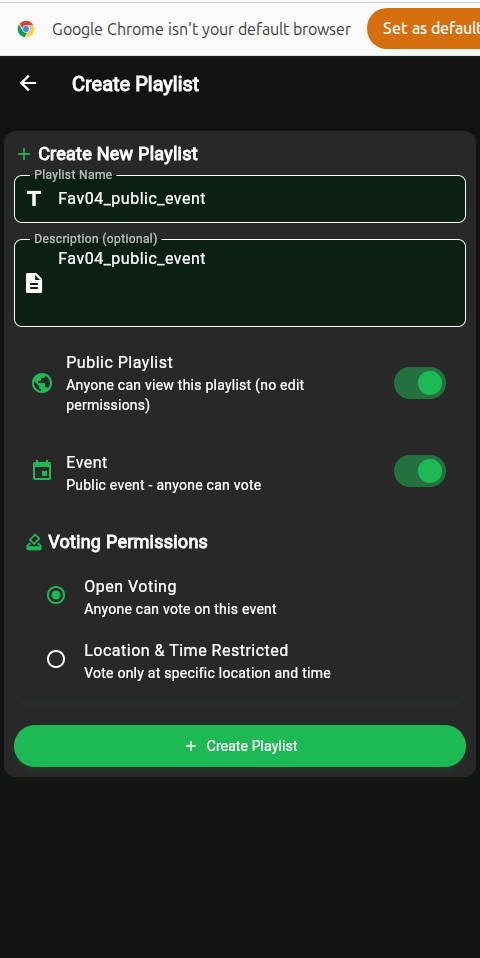 Google Chrome isn't your default browser
Set as default
Create Playlist
+ Create New Playlist
Playlist Name
Fav04_public_event
Description (optional)
Fav04_public_event
Public Playlist
Anyone can view this playlist (no edit
permissions)
Event
Public event - anyone can vote
Voting Permissions
Open Voting
Anyone can vote on this event
Location & Time Restricted
Vote only at specific location and time
+ Create Playlist